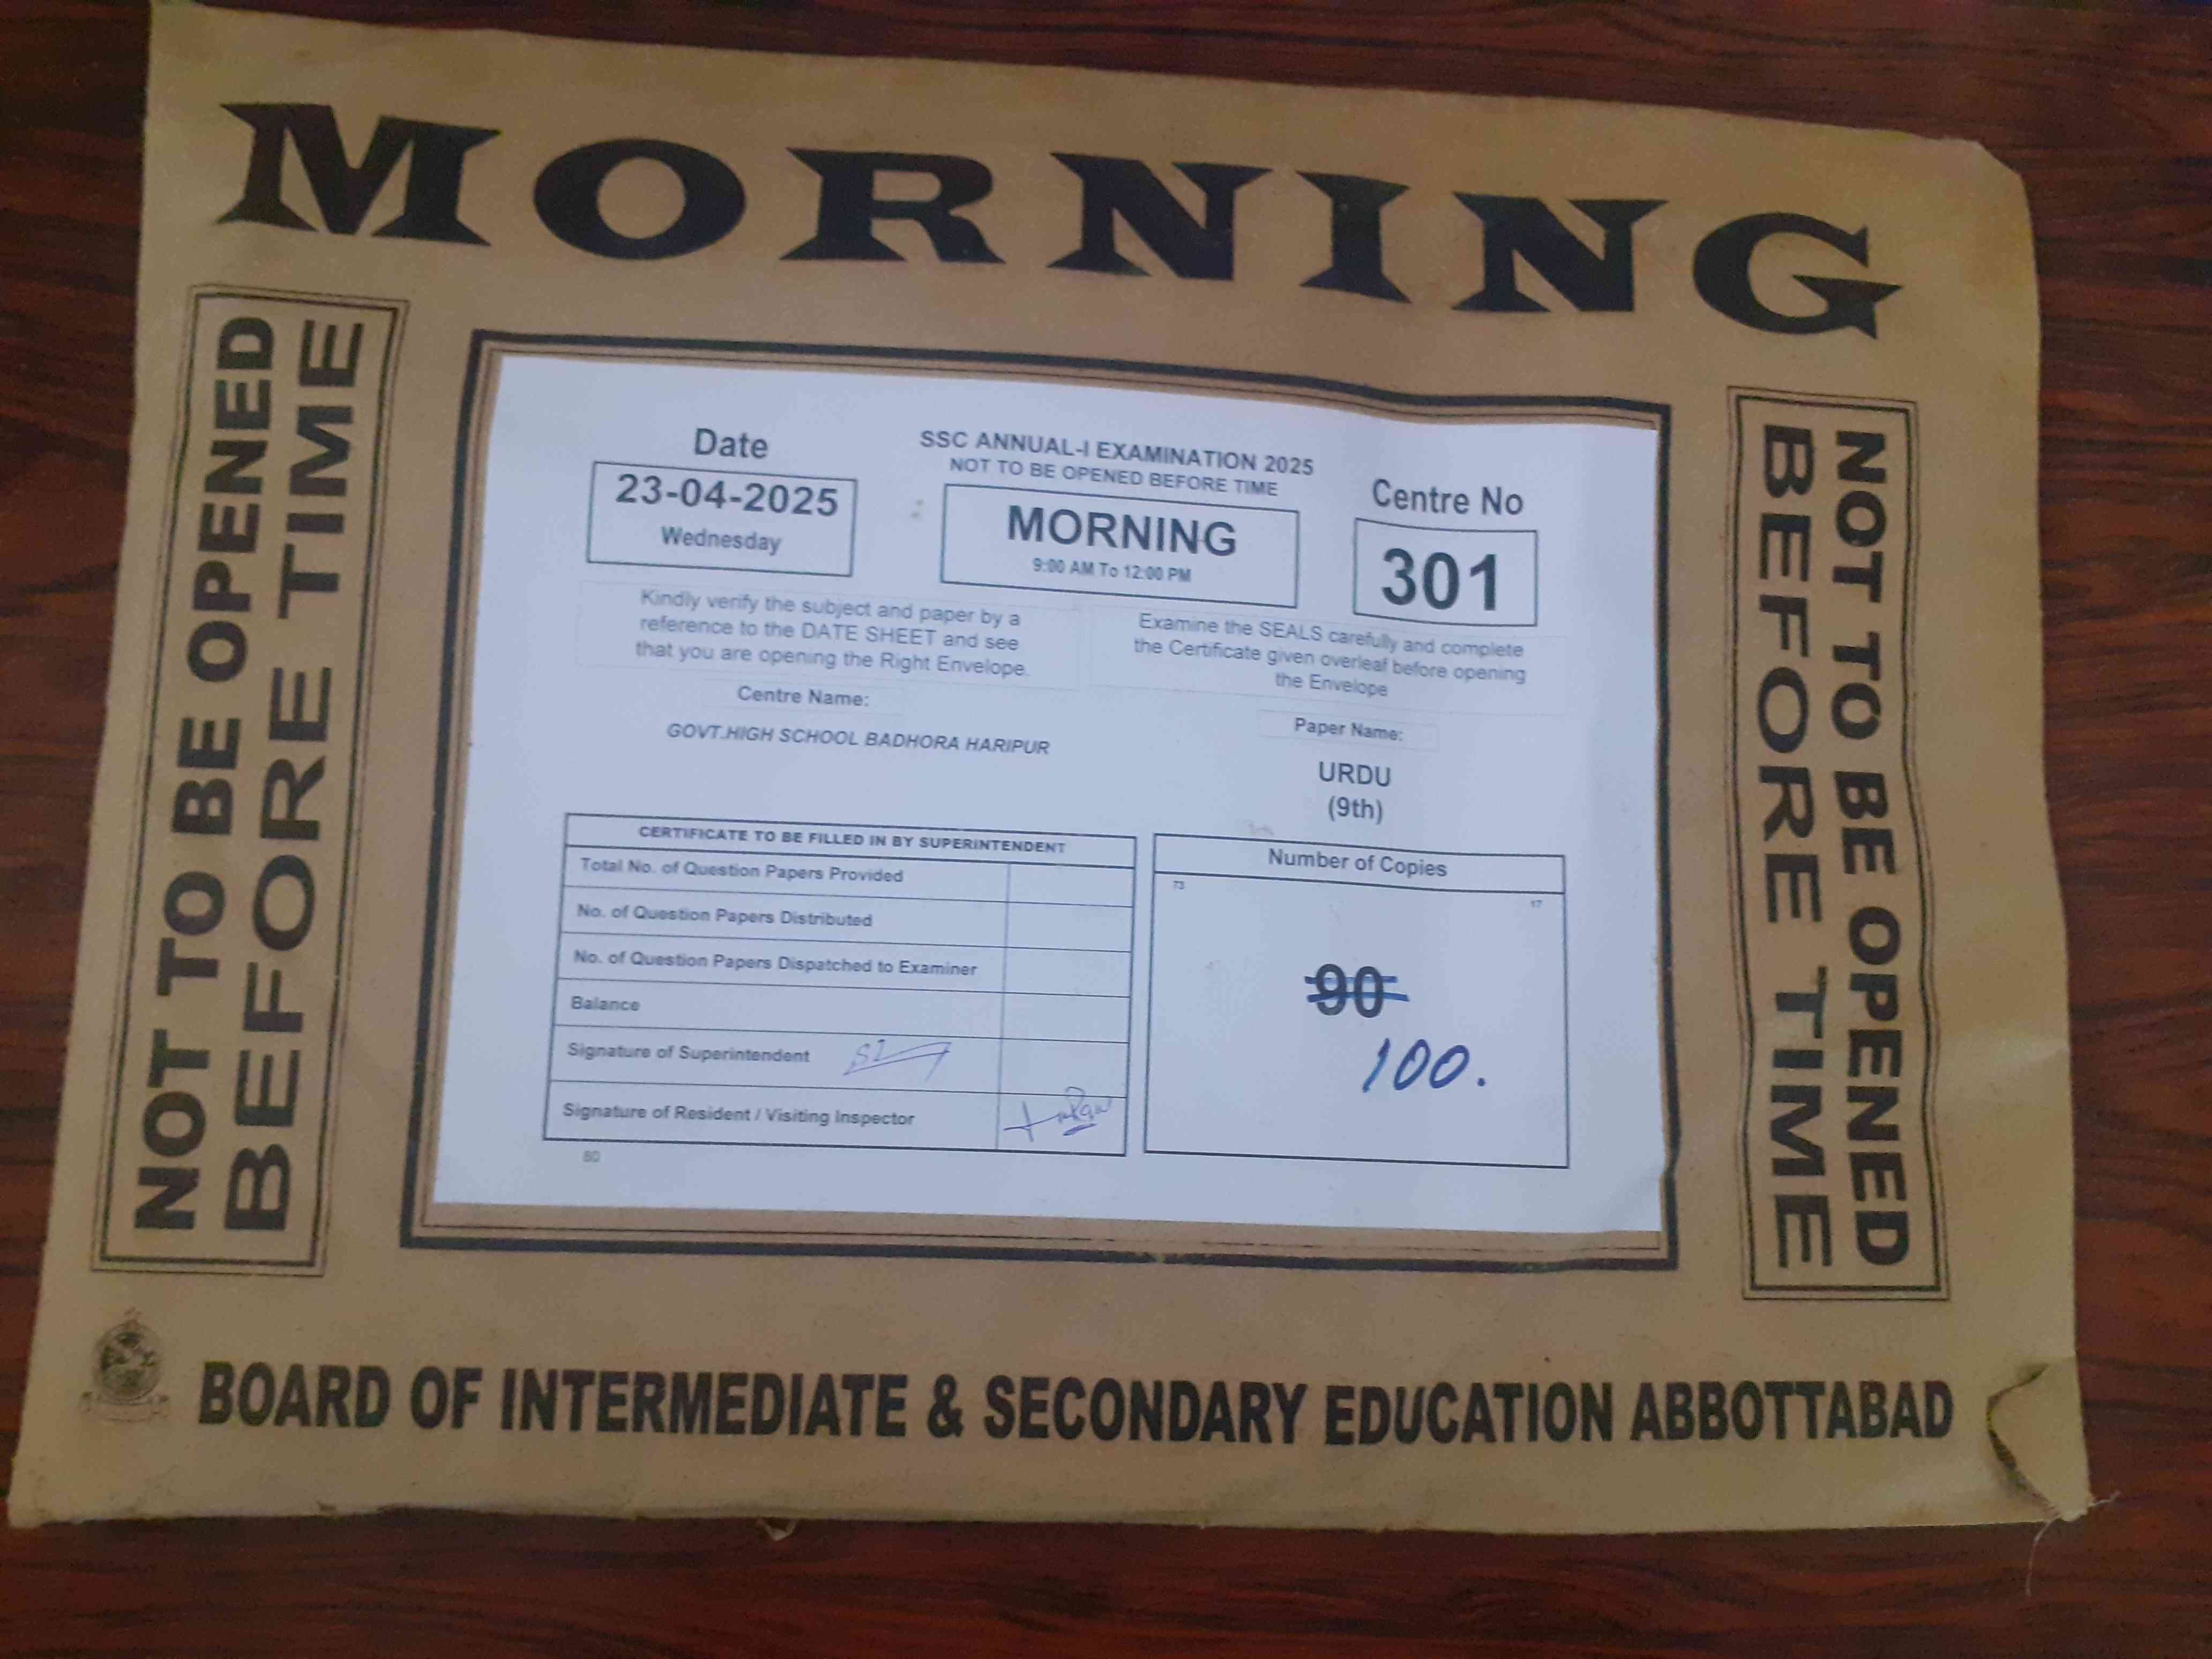 MORNING
NOT TO BE OPENED
BEFORE TIME
Date
23-04-2025
Wednesday
SSC ANNUAL-I EXAMINATION 2025
NOT TO BE OPENED BEFORE TIME
MORNING
9:00 AM To 12:00 PM
Centre No
301
Kindly verify the subject and paper by a
reference to the DATE SHEET and see
that you are opening the Right Envelope.
Examine the SEALS carefully and complete
the Certificate given overleaf before opening
the Envelope
Centre Name:
GOVT.HIGH SCHOOL BADHORA HARIPUR
Paper Name:
URDU
(9th)
CERTIFICATE TO BE FILLED IN BY SUPERINTENDENT
Total No. of Question Papers Provided
No. of Question Papers Distributed
No. of Question Papers Dispatched to Examiner
Balance
Signature of Superintendent
Signature of Resident / Visiting Inspector
60
Number of Copies
73
17
90
100.
NOT TO BE OPENED
BEFORE TIME
BOARD OF INTERMEDIATE & SECONDARY EDUCATION ABBOTTABAD